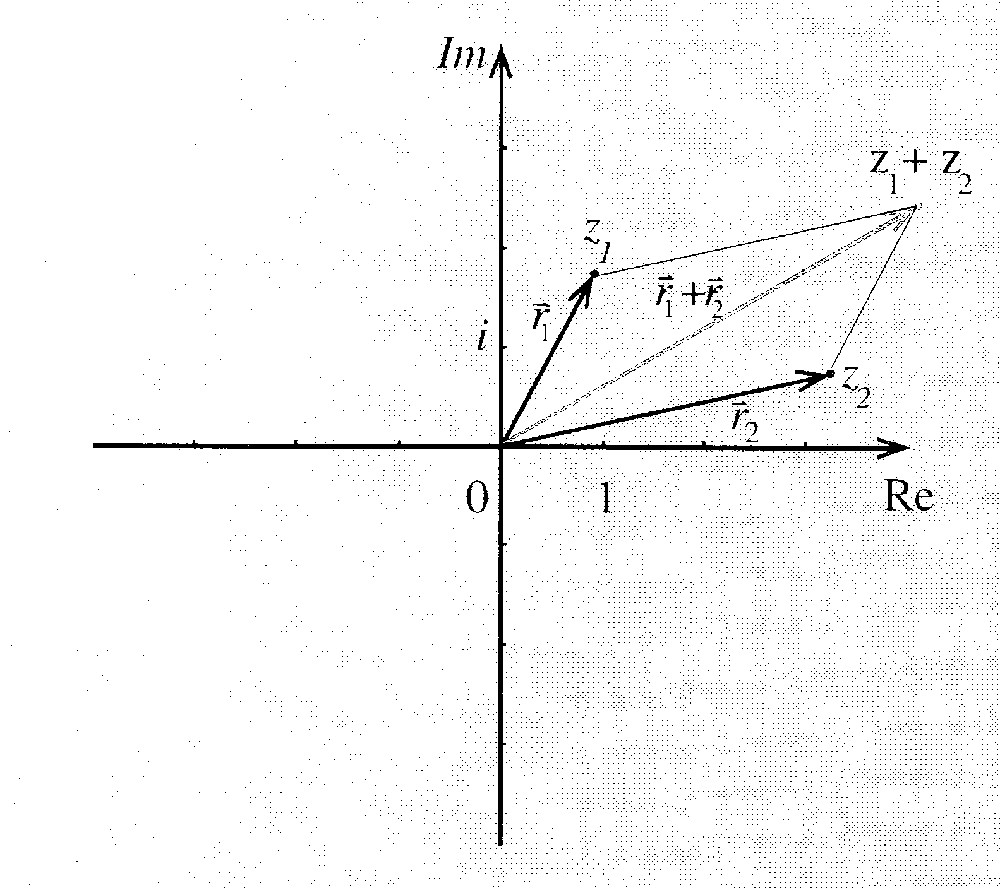 Im
z₁ + z₂
z₁
r⃗₁ + r⃗₂
r⃗₁
i
z₂
r⃗₂
0 1 Re